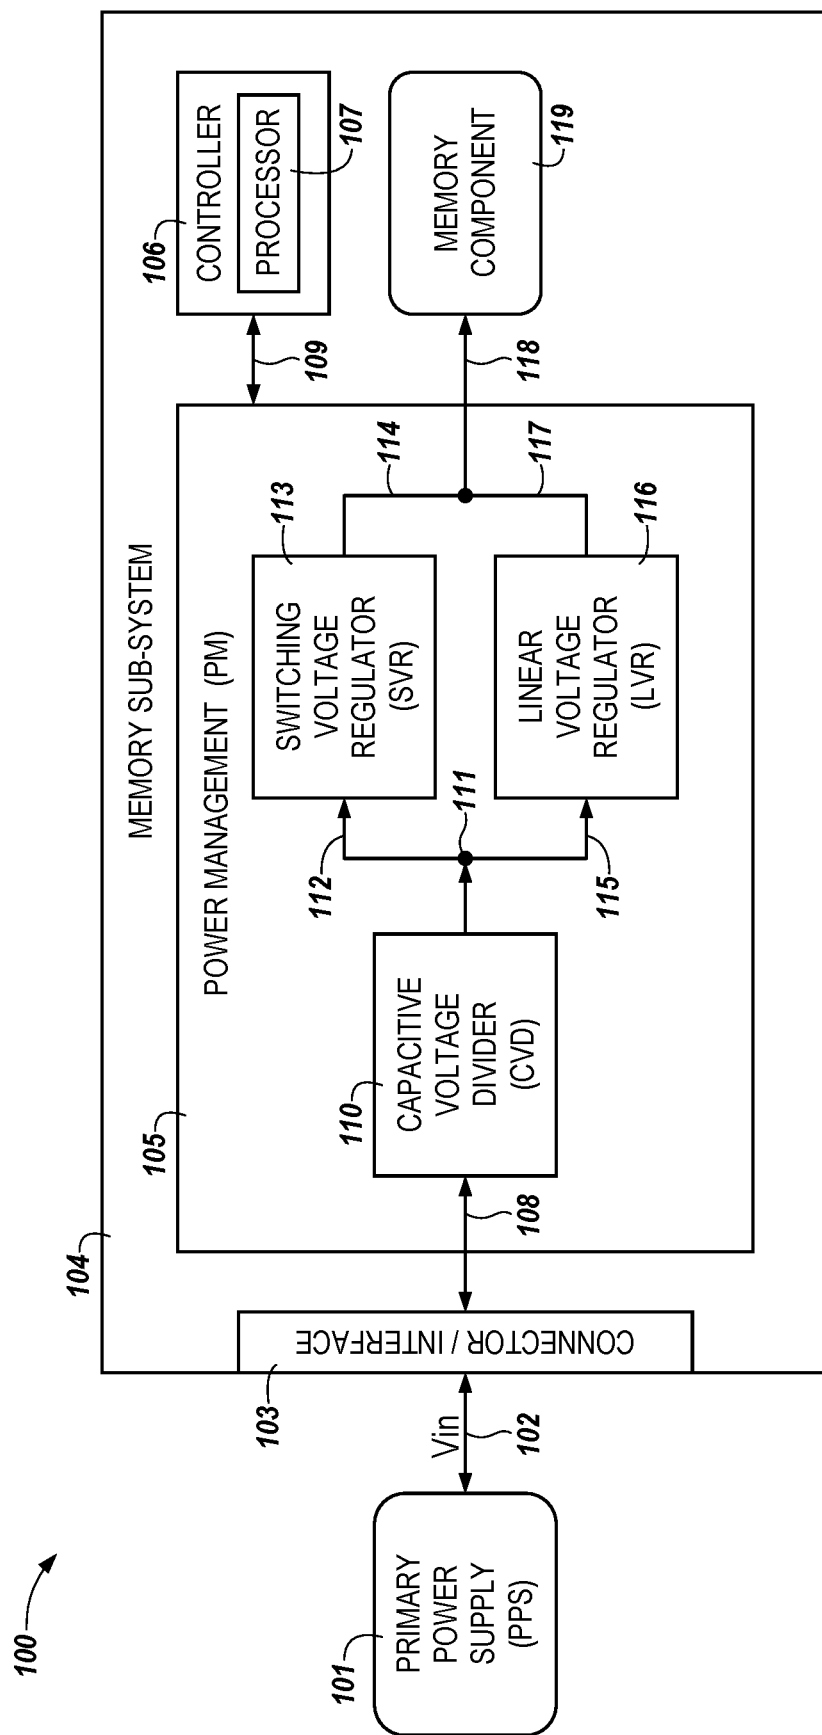 100
101
PRIMARY
POWER
SUPPLY
(PPS)
Vin
102
103
CONNECTOR / INTERFACE
104
MEMORY SUB-SYSTEM
105
POWER MANAGEMENT (PM)
108
110
CAPACITIVE
VOLTAGE
DIVIDER
(CVD)
111
112
113
SWITCHING
VOLTAGE
REGULATOR
(SVR)
114
115
116
LINEAR
VOLTAGE
REGULATOR
(LVR)
117
109
106
CONTROLLER
PROCESSOR
107
118
MEMORY
COMPONENT
119